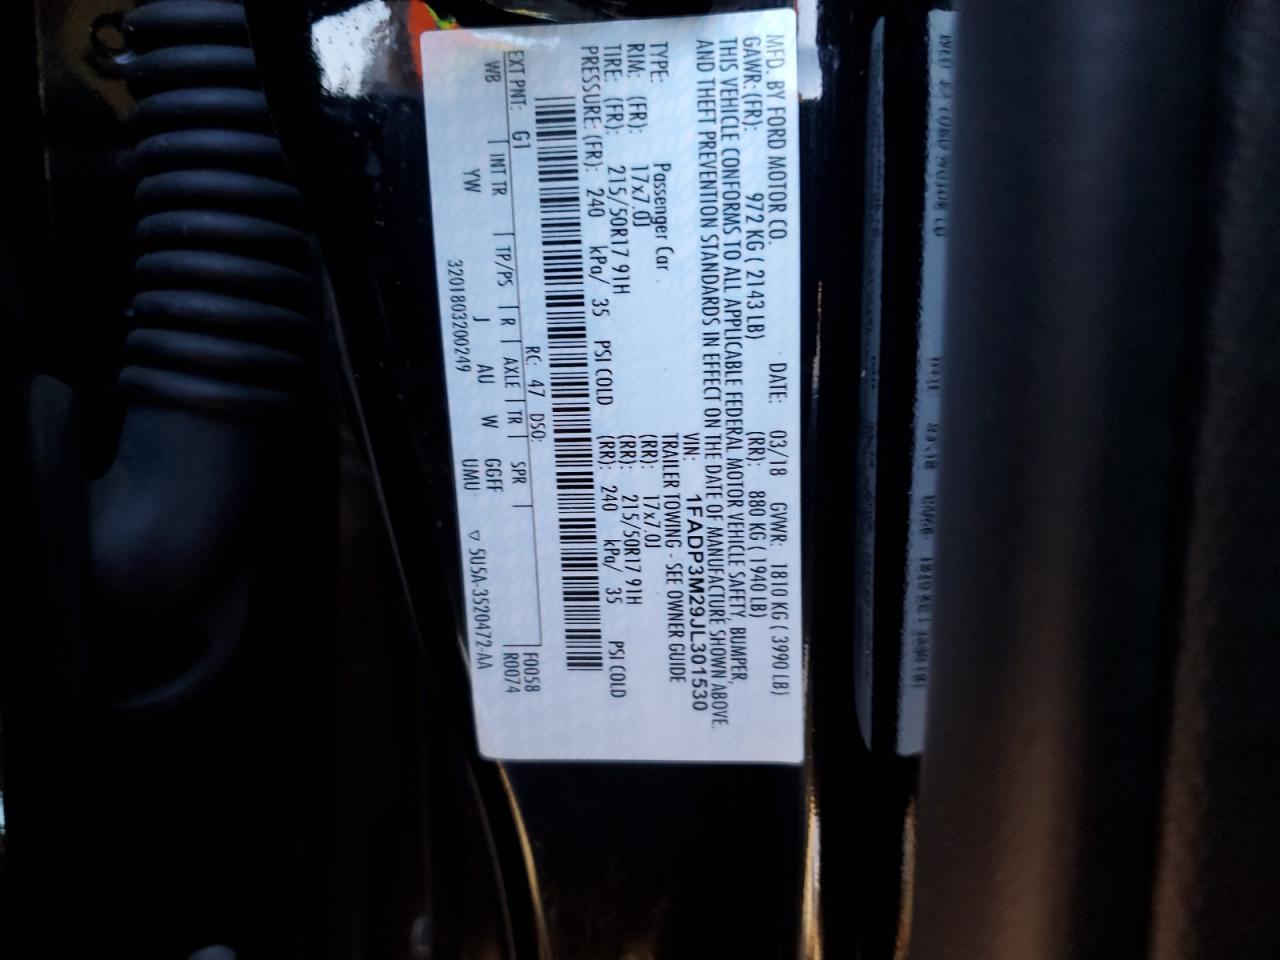 MFD. BY FORD MOTOR CO. DATE: 03/18 GVWR: 1810 KG ( 3990 LB)
GAWR: (FR): 972 KG ( 2143 LB) (RR): 880 KG ( 1940 LB)
THIS VEHICLE CONFORMS TO ALL APPLICABLE FEDERAL MOTOR VEHICLE SAFETY, BUMPER,
AND THEFT PREVENTION STANDARDS IN EFFECT ON THE DATE OF MANUFACTURE SHOWN ABOVE.
VIN: 1FADP3M29JL301530
TYPE: Passenger Car TRAILER TOWING - SEE OWNER GUIDE
RIM: (FR): 17x7.0J (RR): 17x7.0J
TIRE: (FR): 215/50R17 91H (RR): 215/50R17 91H
PRESSURE: (FR): 240 kPa/ 35 PSI COLD (RR): 240 kPa/ 35 PSI COLD
RC: 47 DSO: F0058
EXT PNT: G1 INT TR TP/PS R AXLE TR SPR R0074
WB YW J AU W GGFF
UMU ▽ 5U5A-3520472-AA
3201803200249